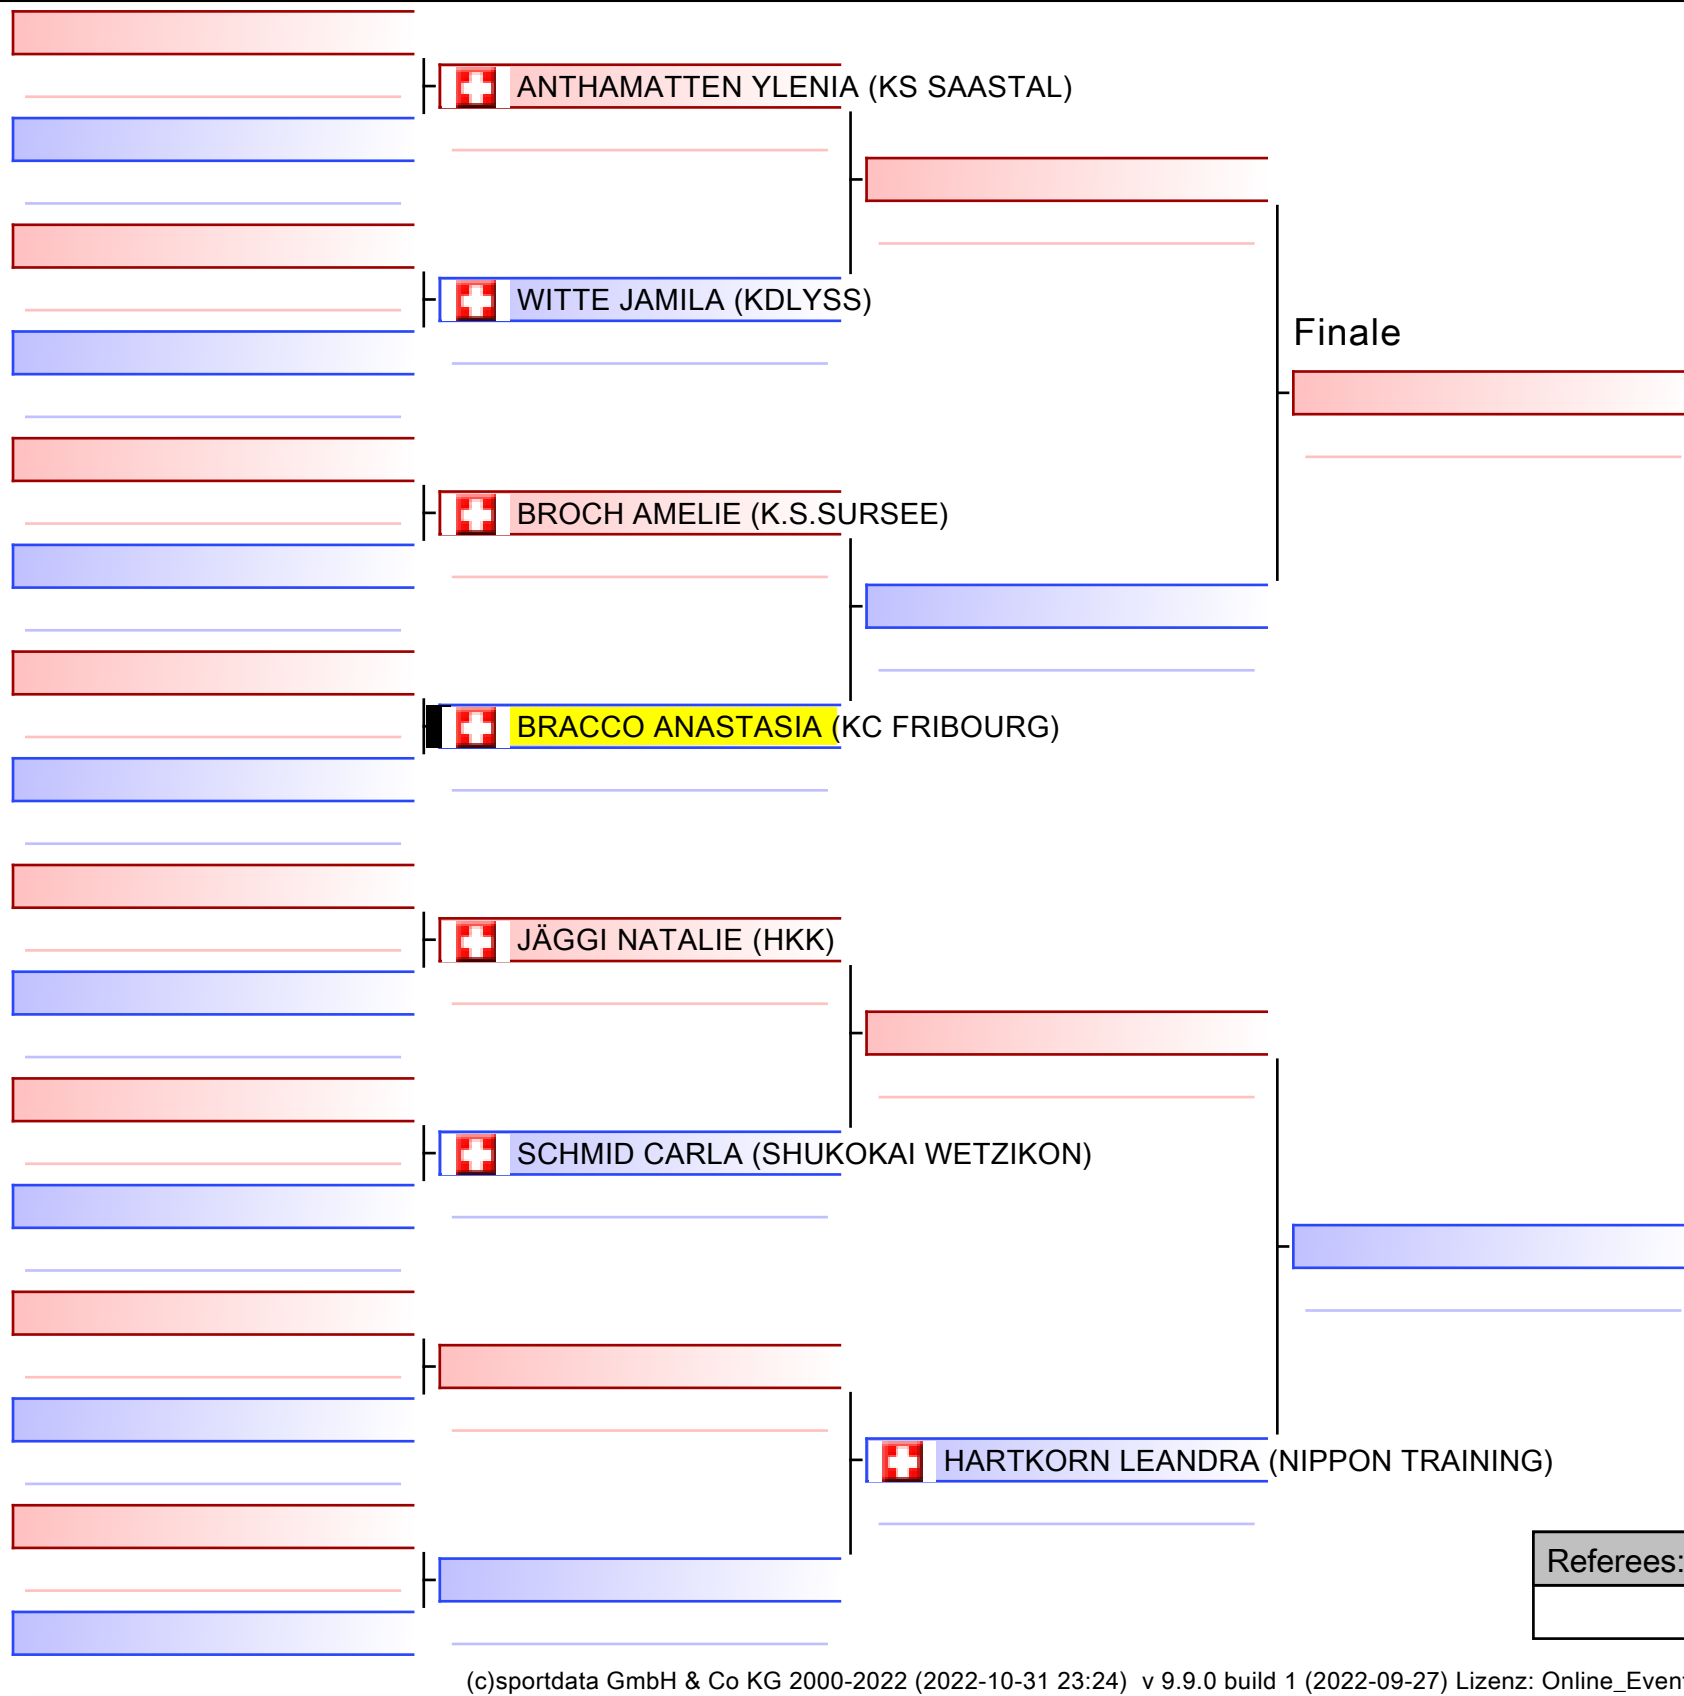 ANTHAMATTEN YLENIA (KS SAASTAL)
WITTE JAMILA (KDLYSS)
Finale
BROCH AMELIE (K.S.SURSEE)
BRACCO ANASTASIA (KC FRIBOURG)
JÄGGI NATALIE (HKK)
SCHMID CARLA (SHUKOKAI WETZIKON)
HARTKORN LEANDRA (NIPPON TRAINING)
Referees:
(c)sportdata GmbH & Co KG 2000-2022 (2022-10-31 23:24) v 9.9.0 build 1 (2022-09-27) Lizenz: Online_Event